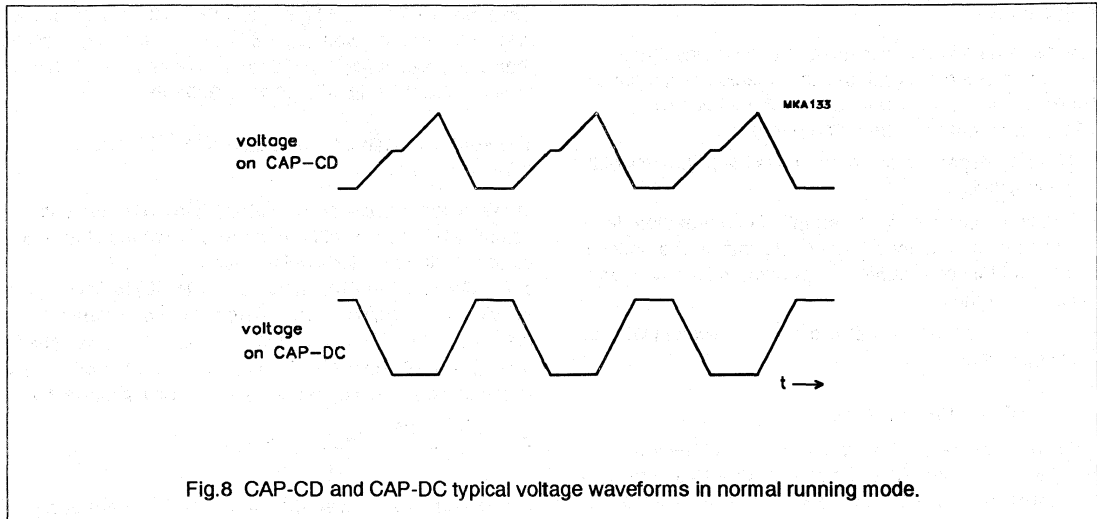 MKA133
voltage
on CAP-CD
voltage
on CAP-DC
t
Fig.8 CAP-CD and CAP-DC typical voltage waveforms in normal running mode.